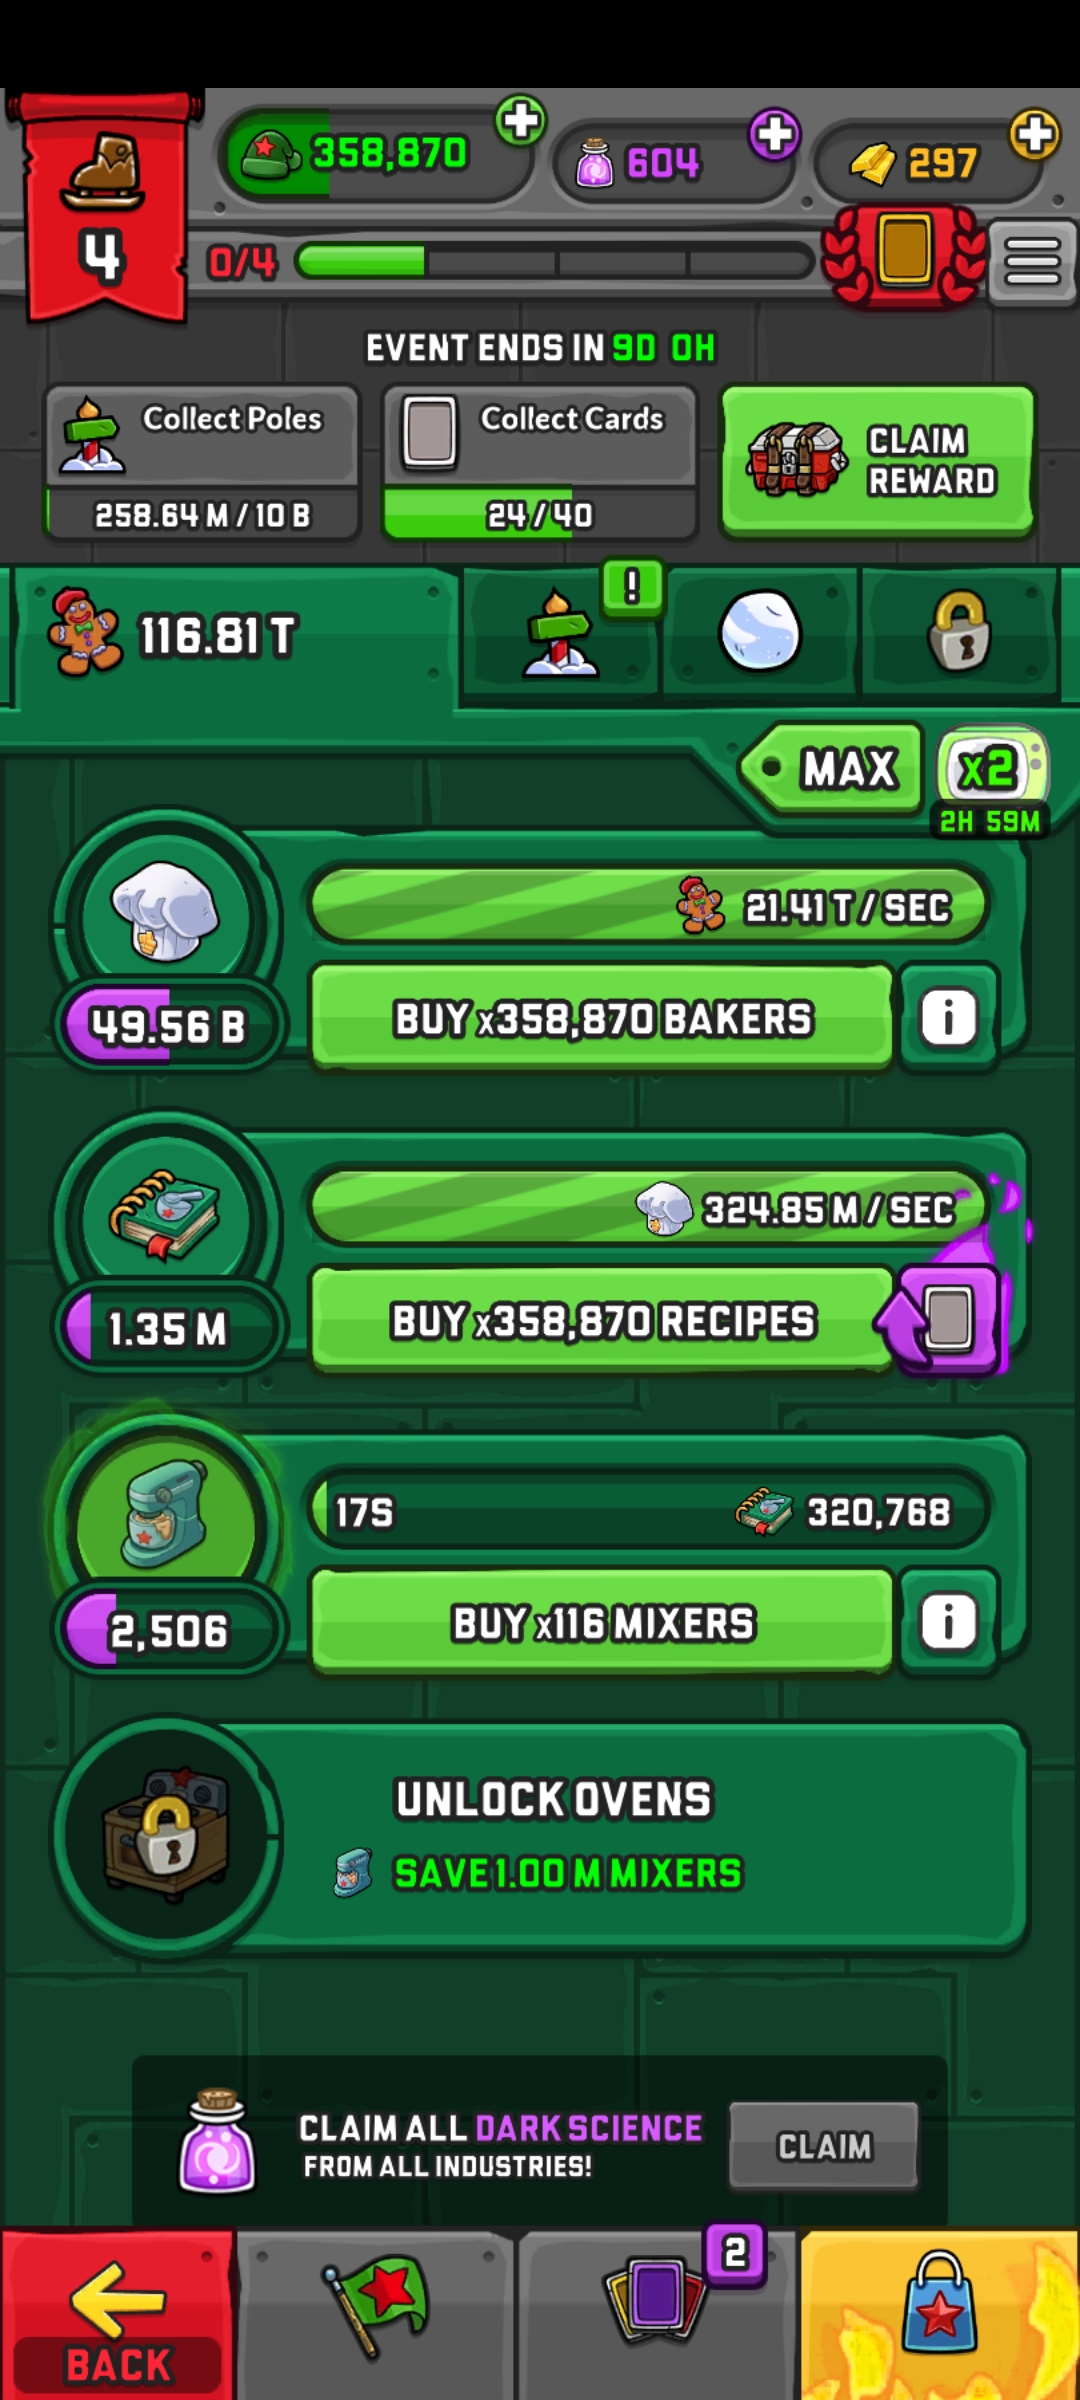 358,870
604
297
4
0/4
EVENT ENDS IN 9D 0H
Collect Poles
258.64 M / 10 B
Collect Cards
24 / 40
CLAIM
REWARD
116.81 T
!
MAX
x2
2H 59M
21.41 T / SEC
49.56 B
BUY x358,870 BAKERS
i
324.85 M / SEC
1.35 M
BUY x358,870 RECIPES
17S
320,768
2,506
BUY x116 MIXERS
i
UNLOCK OVENS
SAVE 1.00 M MIXERS
CLAIM ALL DARK SCIENCE
FROM ALL INDUSTRIES!
CLAIM
2
BACK